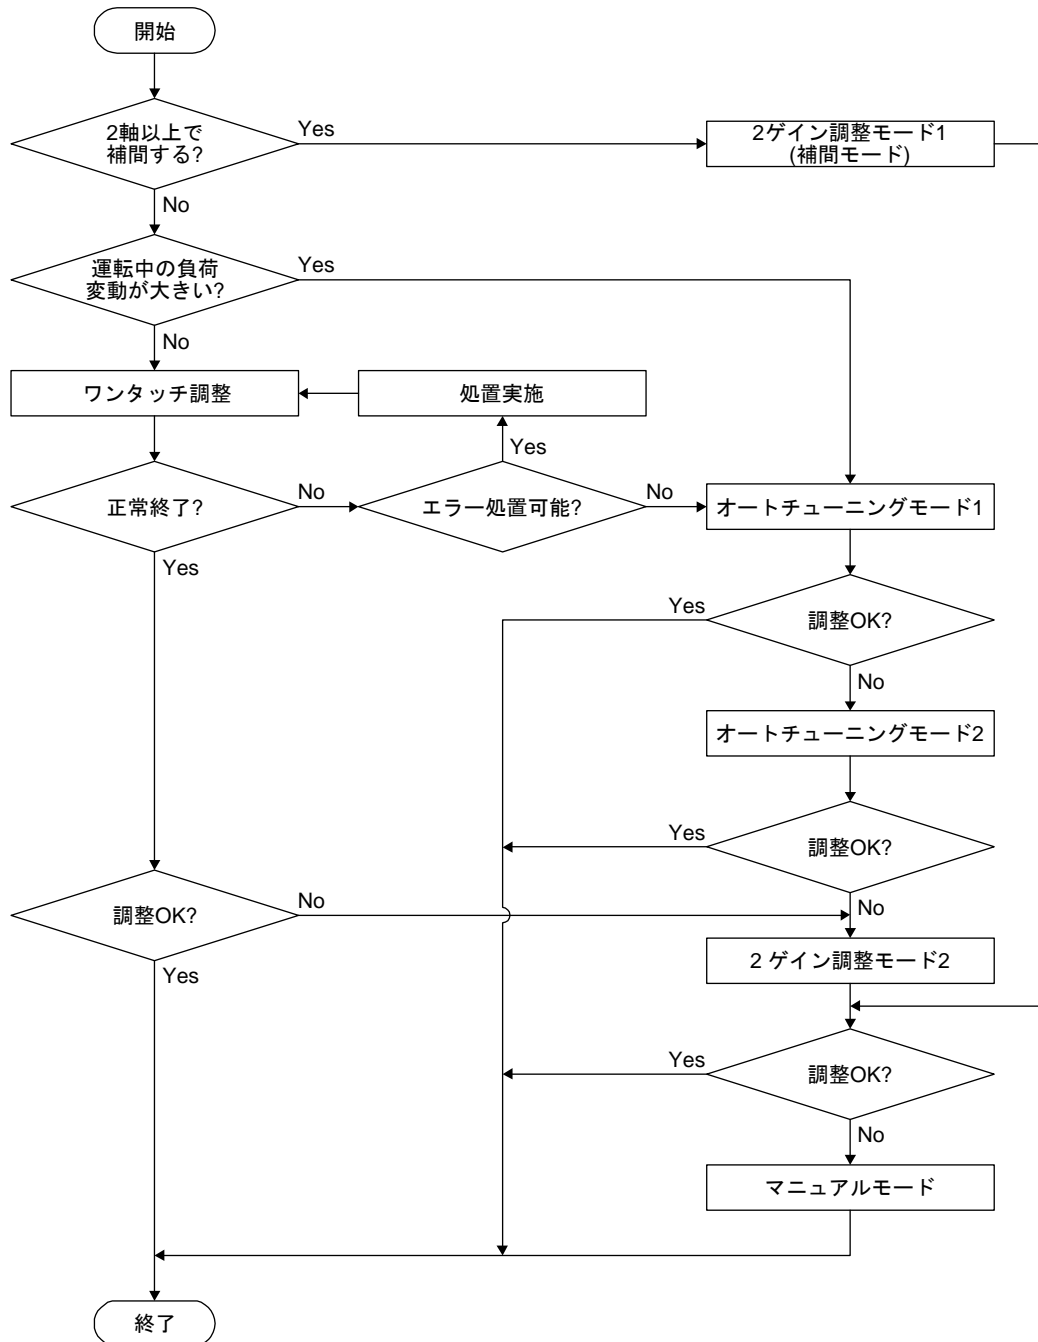 開始
2軸以上で
補間する?
Yes
2ゲイン調整モード1
(補間モード)
No
運転中の負荷
変動が大きい?
Yes
No
ワンタッチ調整
処置実施
Yes
正常終了?
No
エラー処置可能?
No
オートチューニングモード1
Yes
Yes
調整OK?
No
オートチューニングモード2
Yes
調整OK?
調整OK?
No
No
Yes
2 ゲイン調整モード2
Yes
調整OK?
No
マニュアルモード
終了